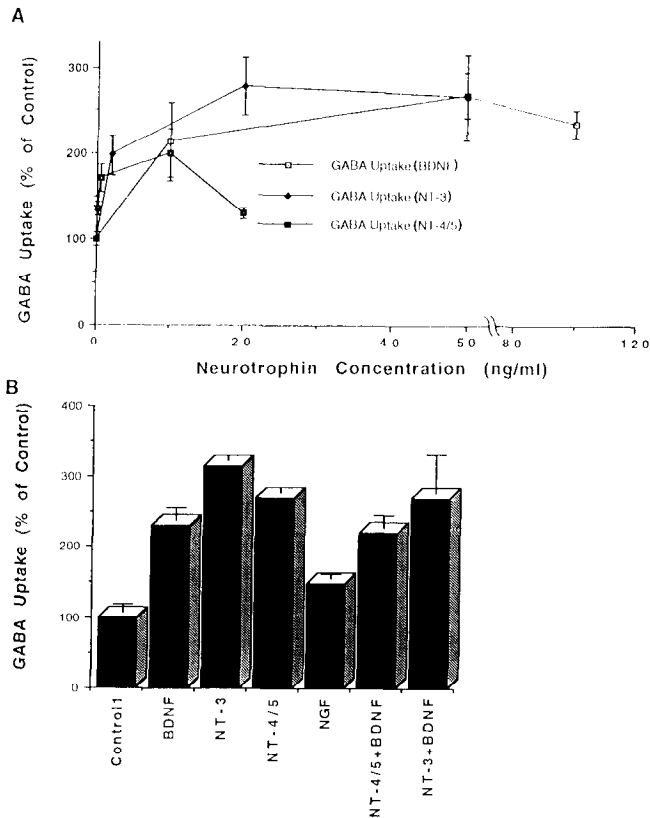 A
GABA Uptake (% of Control)
300
200
100
0
GABA Uptake (BDNF)
GABA Uptake (NT-3)
GABA Uptake (NT-4/5)
0 20 40 50 80 120
Neurotrophin Concentration (ng/ml)
B
GABA Uptake (% of Control)
400
300
200
100
0
Control1
BDNF
NT-3
NT-4/5
NGF
NT-4/5+BDNF
NT-3+BDNF